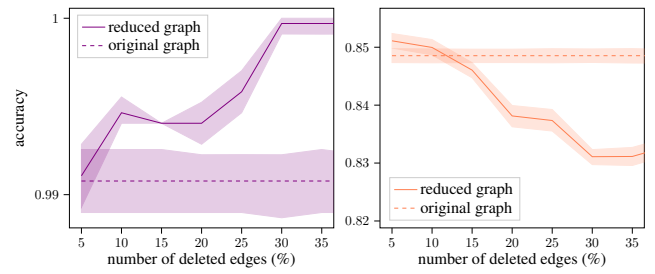 1
reduced graph
original graph
accuracy
0.99
5 10 15 20 25 30 35
number of deleted edges (%)
0.85
0.84
0.83
0.82
reduced graph
original graph
5 10 15 20 25 30 35
number of deleted edges (%)